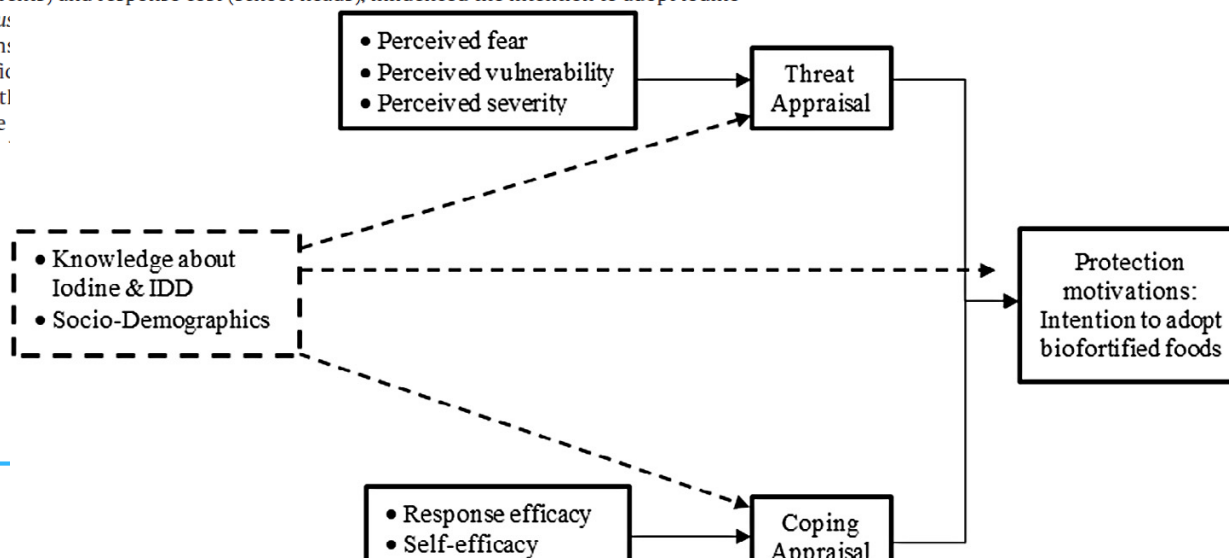 • Perceived fear
• Perceived vulnerability
• Perceived severity
Threat
Appraisal
• Knowledge about
Iodine & IDD
• Socio-Demographics
Protection
motivations:
Intention to adopt
biofortified foods
• Response efficacy
• Self-efficacy
Coping
Appraisal